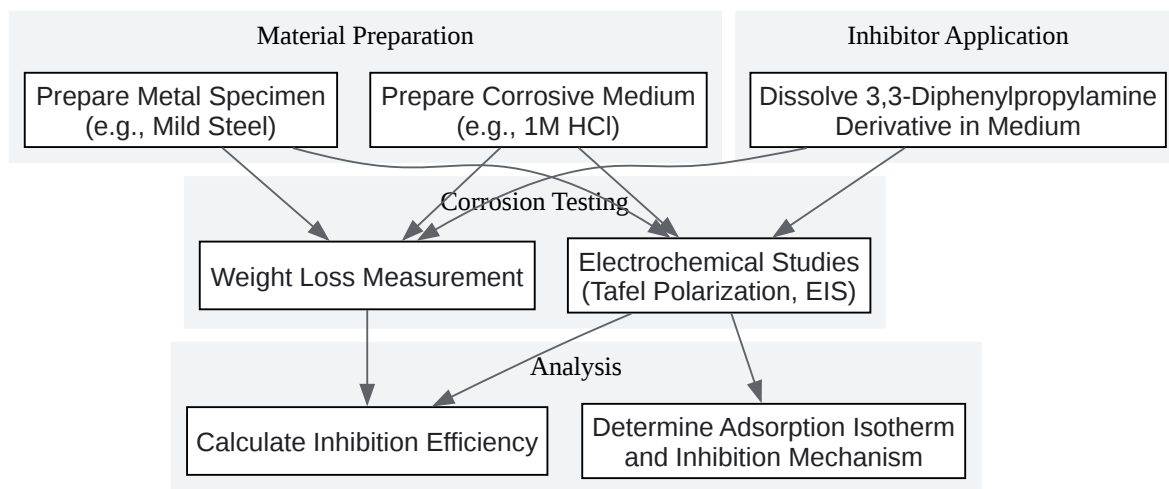 Material Preparation
Inhibitor Application
Prepare Metal Specimen
(e.g., Mild Steel)
Prepare Corrosive Medium
(e.g., 1M HCl)
Dissolve 3,3-Diphenylpropylamine
Derivative in Medium
Corrosion Testing
Weight Loss Measurement
Electrochemical Studies
(Tafel Polarization, EIS)
Analysis
Calculate Inhibition Efficiency
Determine Adsorption Isotherm
and Inhibition Mechanism